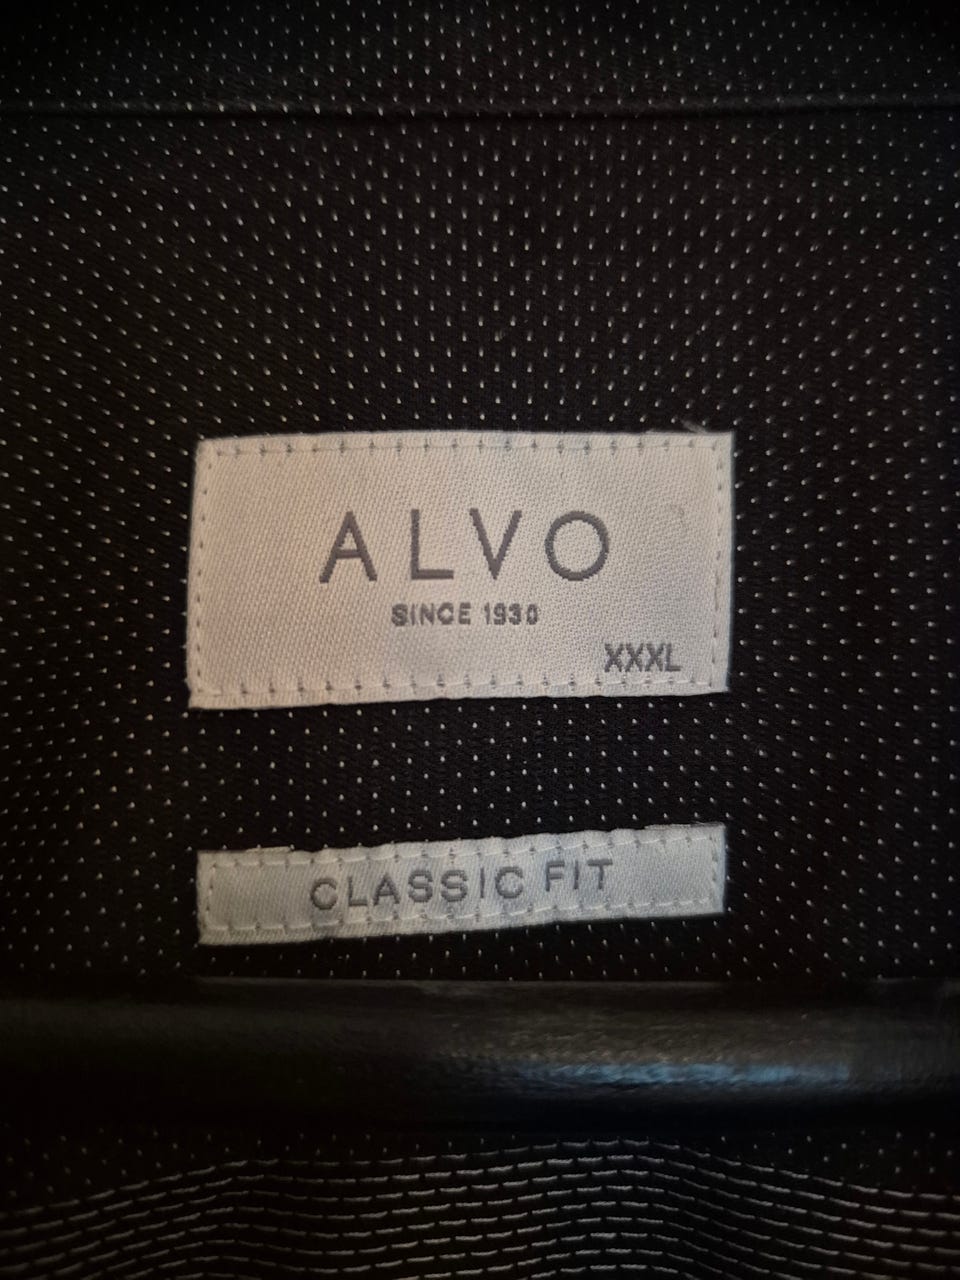 ALVO
SINCE 1930
XXXL
CLASSIC FIT